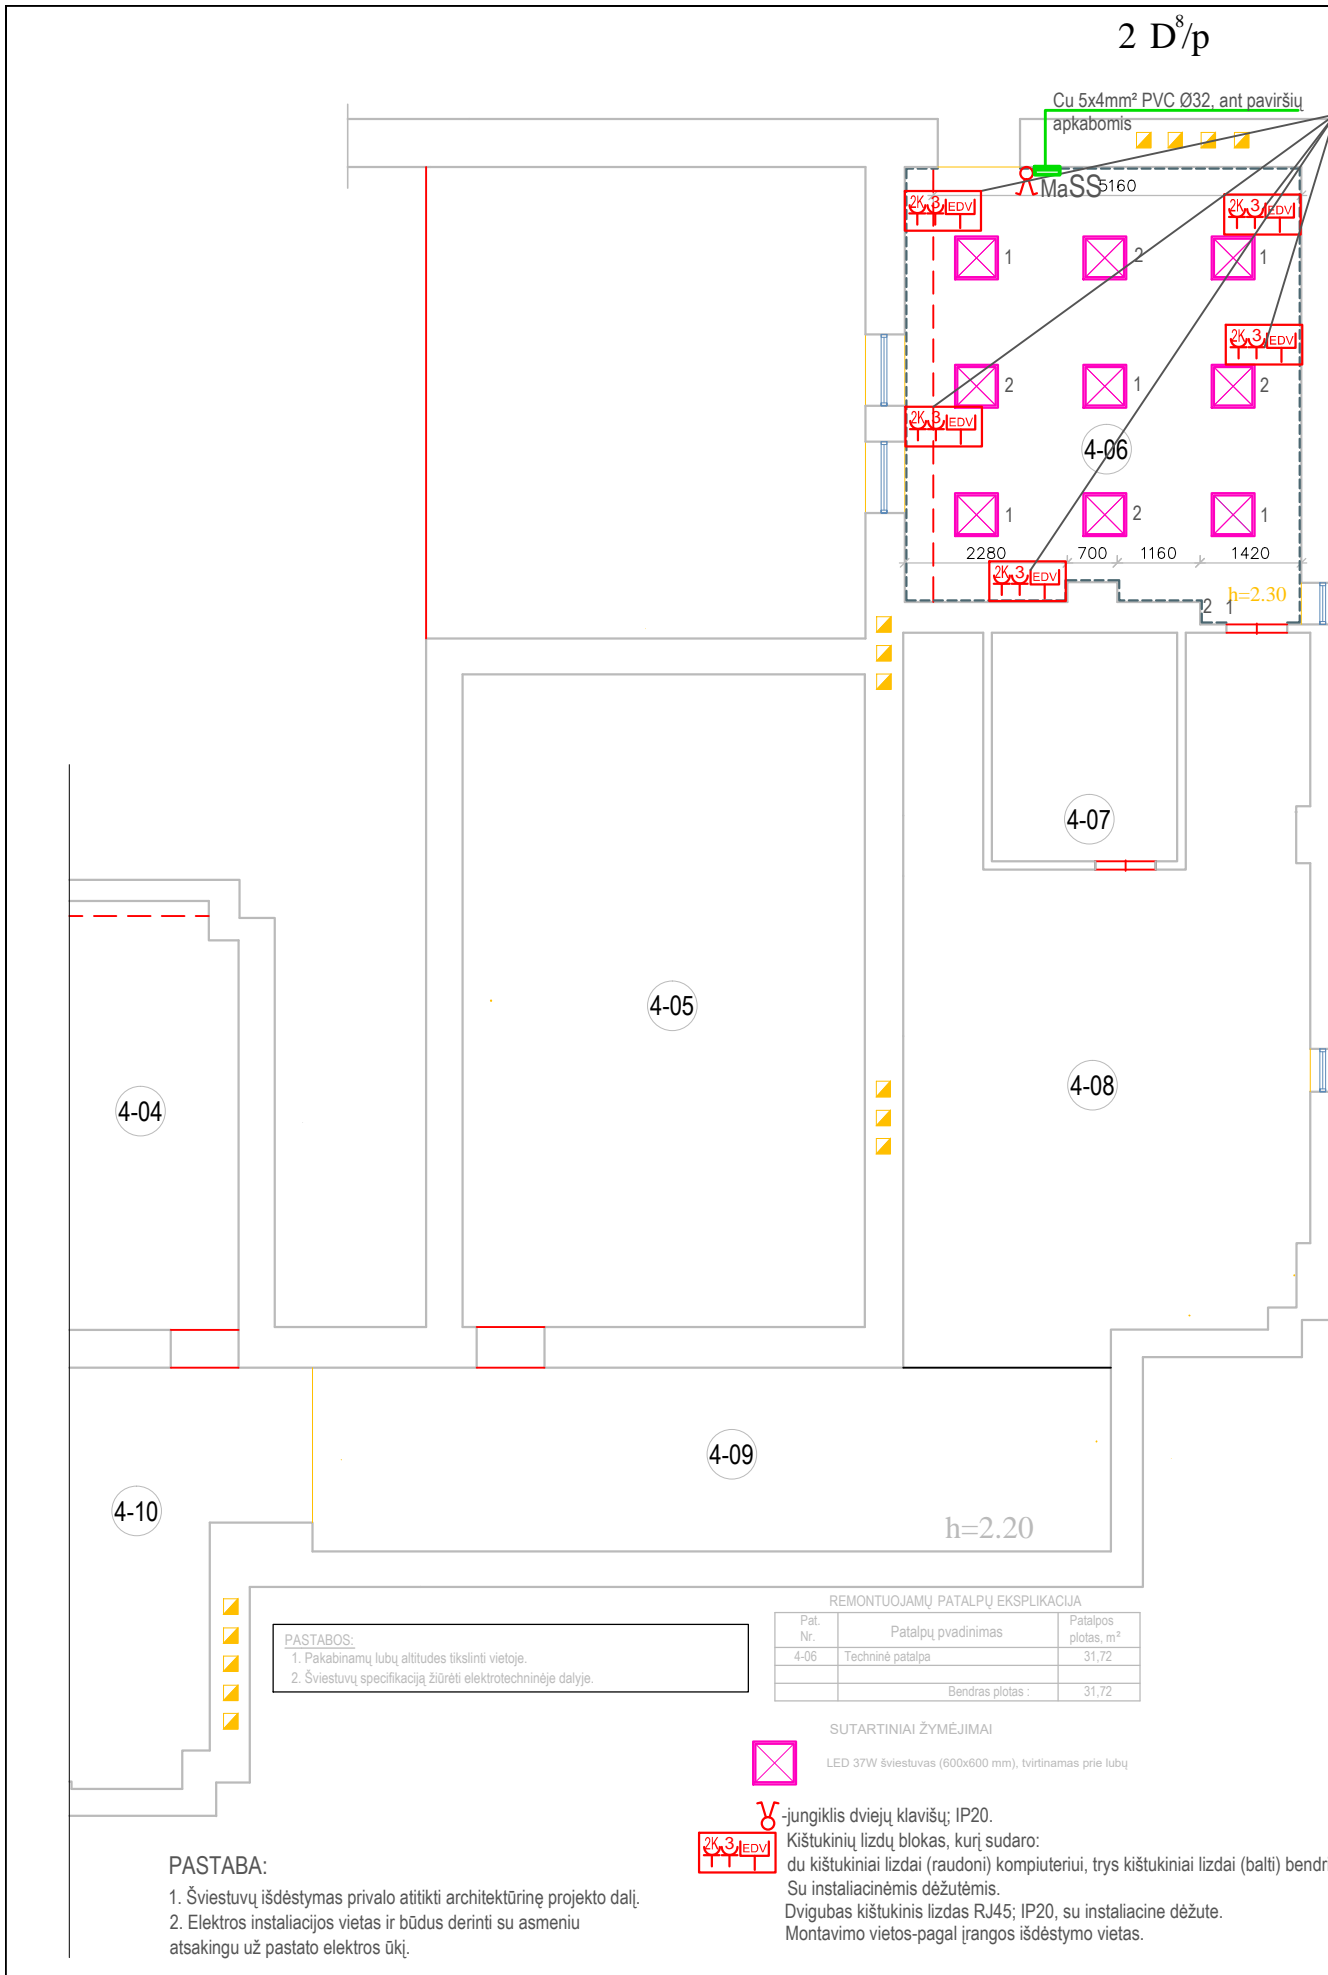 2 D⁸/p
Cu 5x4mm² PVC Ø32, ant paviršių
apkabomis
MaSS
5160
2K 3 EDV
2K 3 EDV
1
2
1
2K 3 EDV
2
1
2
2K 3 EDV
4-06
1
2
1
2280
700
1160
1420
2K 3 EDV
h=2.30
2 1
4-07
4-05
4-08
4-04
4-09
4-10
h=2.20
REMONTUOJAMŲ PATALPŲ EKSPLIKACIJA
Pat. Nr.
Patalpų pvadinimas
Patalpos plotas, m²
4-06 Techninė patalpa 31,72
Bendras plotas : 31,72
PASTABOS:
1. Pakabinamų lubų altitudes tikslinti vietoje.
2. Šviestuvų specifikaciją žiūrėti elektrotechninėje dalyje.
SUTARTINIAI ŽYMĖJIMAI
LED 37W šviestuvas (600x600 mm), tvirtinamas prie lubų
-jungiklis dviejų klavišų; IP20.
2K 3 EDV
Kištukinių lizdų blokas, kurį sudaro:
du kištukiniai lizdai (raudoni) kompiuteriui, trys kištukiniai lizdai (balti) bendr
Su instaliacinėmis dėžutėmis.
Dvigubas kištukinis lizdas RJ45; IP20, su instaliacine dėžute.
Montavimo vietos-pagal įrangos išdėstymo vietas.
PASTABA:
1. Šviestuvų išdėstymas privalo atitikti architektūrinę projekto dalį.
2. Elektros instaliacijos vietas ir būdus derinti su asmeniu
atsakingu už pastato elektros ūkį.